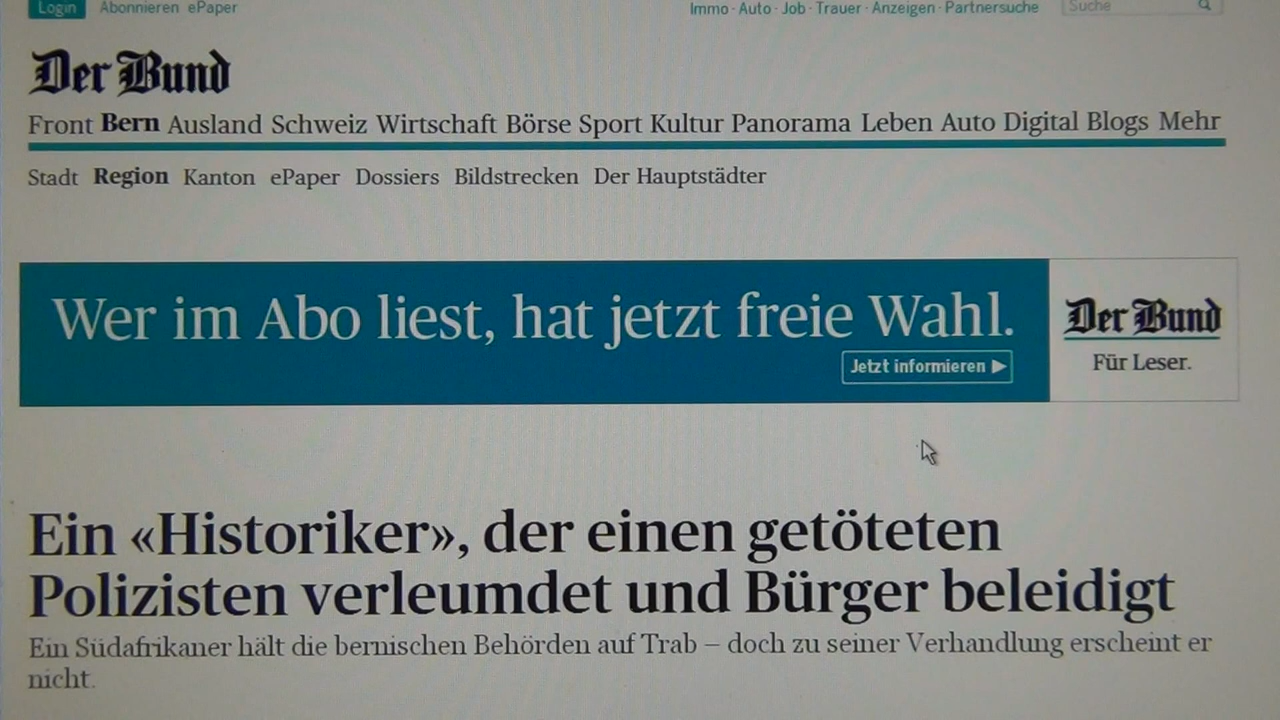 Login Abonnieren ePaper Immo · Auto · Job · Trauer · Anzeigen · Partnersuche Suche
Der Bund
Front Bern Ausland Schweiz Wirtschaft Börse Sport Kultur Panorama Leben Auto Digital Blogs Mehr
Stadt Region Kanton ePaper Dossiers Bildstrecken Der Hauptstädter
Wer im Abo liest, hat jetzt freie Wahl.
Jetzt informieren ▶
Der Bund
Für Leser.
Ein «Historiker», der einen getöteten
Polizisten verleumdet und Bürger beleidigt
Ein Südafrikaner hält die bernischen Behörden auf Trab – doch zu seiner Verhandlung erscheint er
nicht.